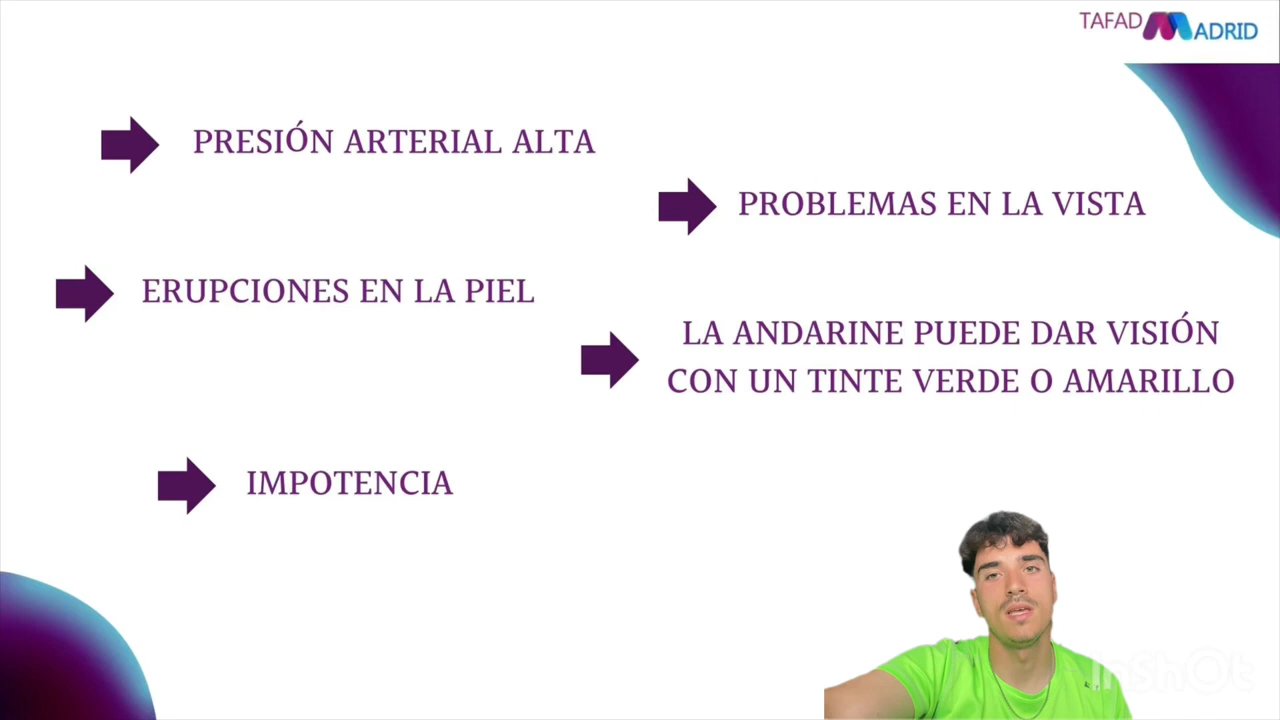 TAFAD MADRID
PRESIÓN ARTERIAL ALTA
PROBLEMAS EN LA VISTA
ERUPCIONES EN LA PIEL
LA ANDARINE PUEDE DAR VISIÓN
CON UN TINTE VERDE O AMARILLO
IMPOTENCIA
InShOt